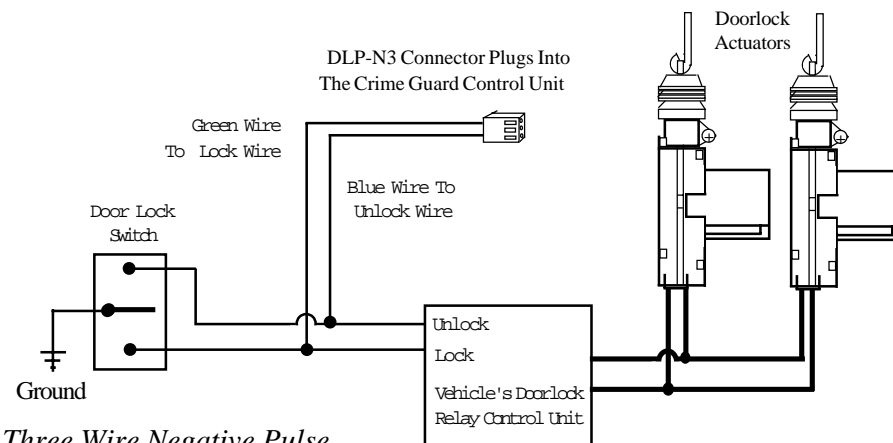 Doorlock
Actuators
DLP-N3 Connector Plugs Into
The Crime Guard Control Unit
Green Wire
To Lock Wire
Blue Wire To
Unlock Wire
Door Lock
Switch
Ground
Unlock
Lock
Vehicle's Doorlock
Relay Control Unit
Three Wire Negative Pulse